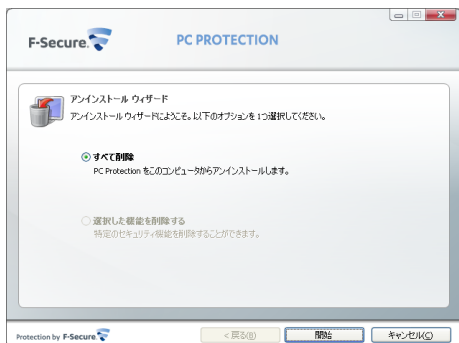 F-Secure.
PC PROTECTION
アンインストール ウィザード
アンインストール ウィザードにようこそ。以下のオプションを 1つ選択してください。
すべて削除
PC Protection をこのコンピュータからアンインストールします。
選択した機能を削除する
特定のセキュリティ機能を削除することができます。
Protection by F-Secure.
< 戻る(B)
開始
キャンセル(C)